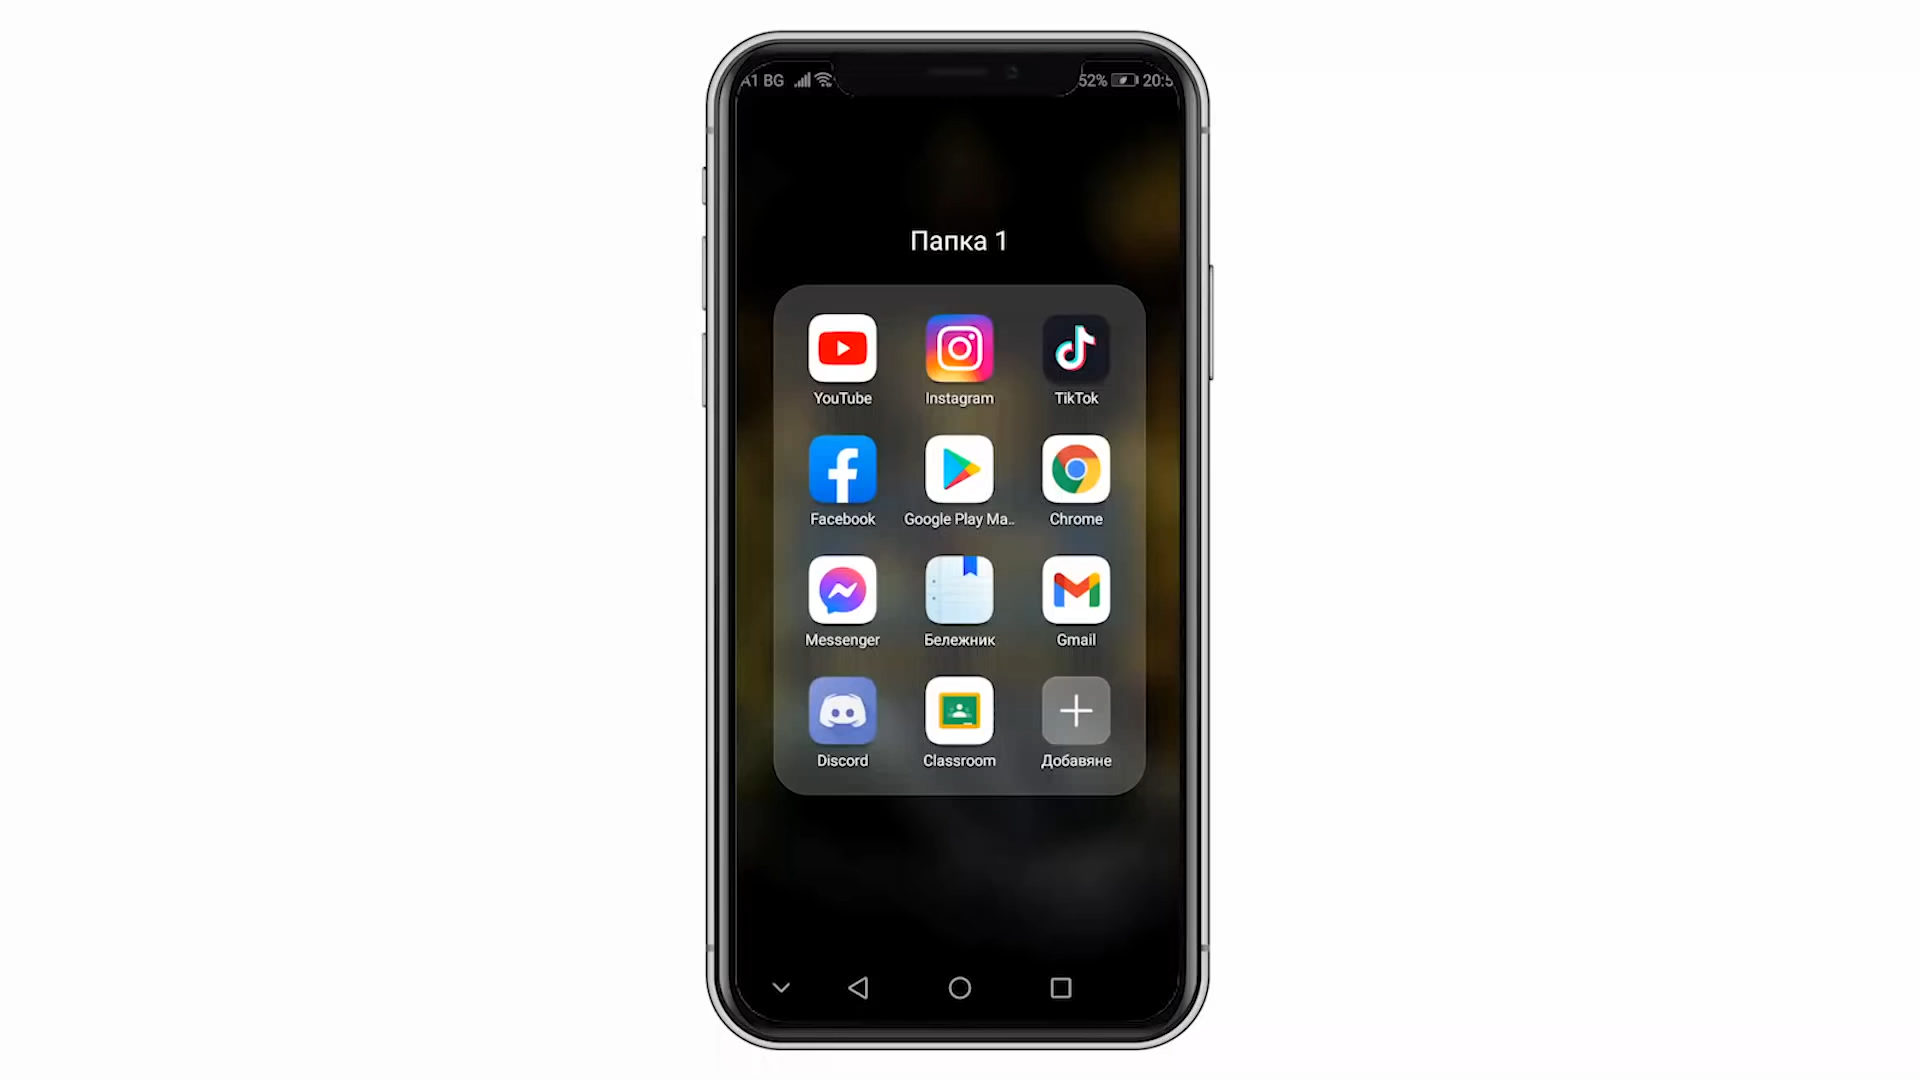 A1 BG
52% 20:5
Папка 1
YouTube Instagram TikTok
Facebook Google Play Ma.. Chrome
Messenger Бележник Gmail
Discord Classroom Добавяне